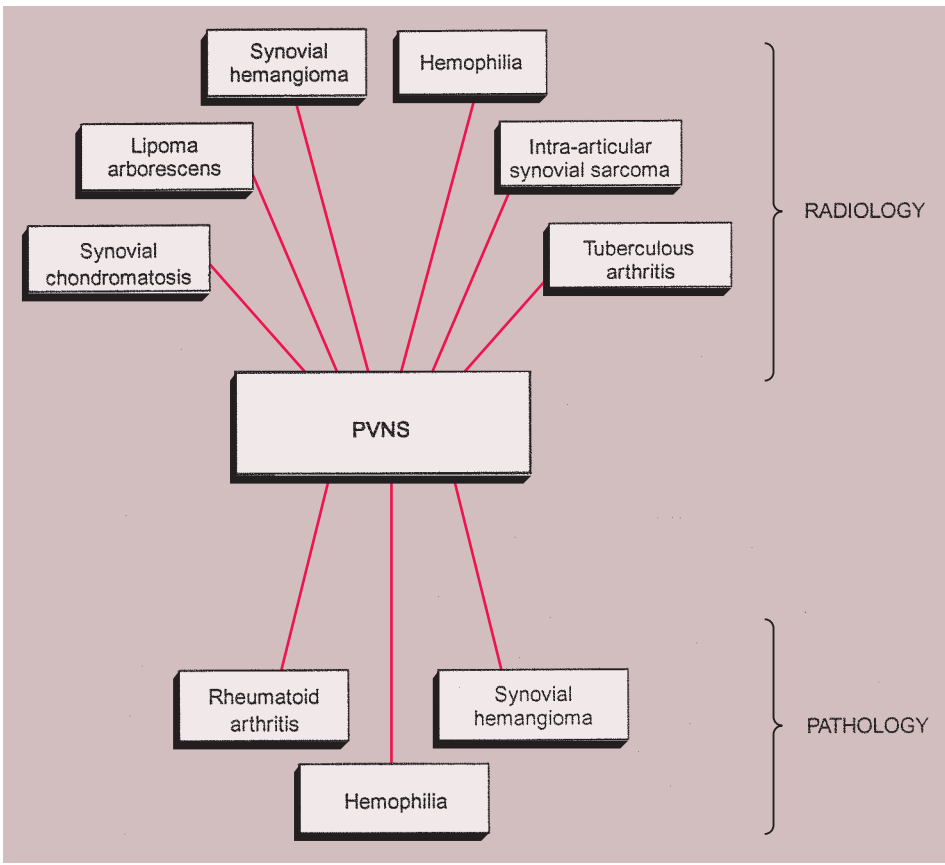 Synovial
hemangioma
Hemophilia
Lipoma
arborescens
Intra-articular
synovial sarcoma
RADIOLOGY
Synovial
chondromatosis
Tuberculous
arthritis
PVNS
Rheumatoid
arthritis
Synovial
hemangioma
PATHOLOGY
Hemophilia